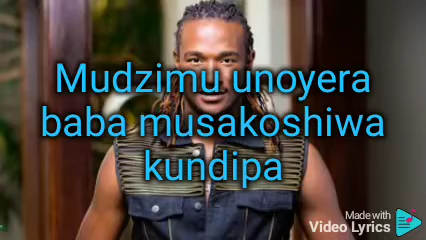 Mudzimu unoyera
baba musakoshiwa
kundipa
Made with
Video Lyrics